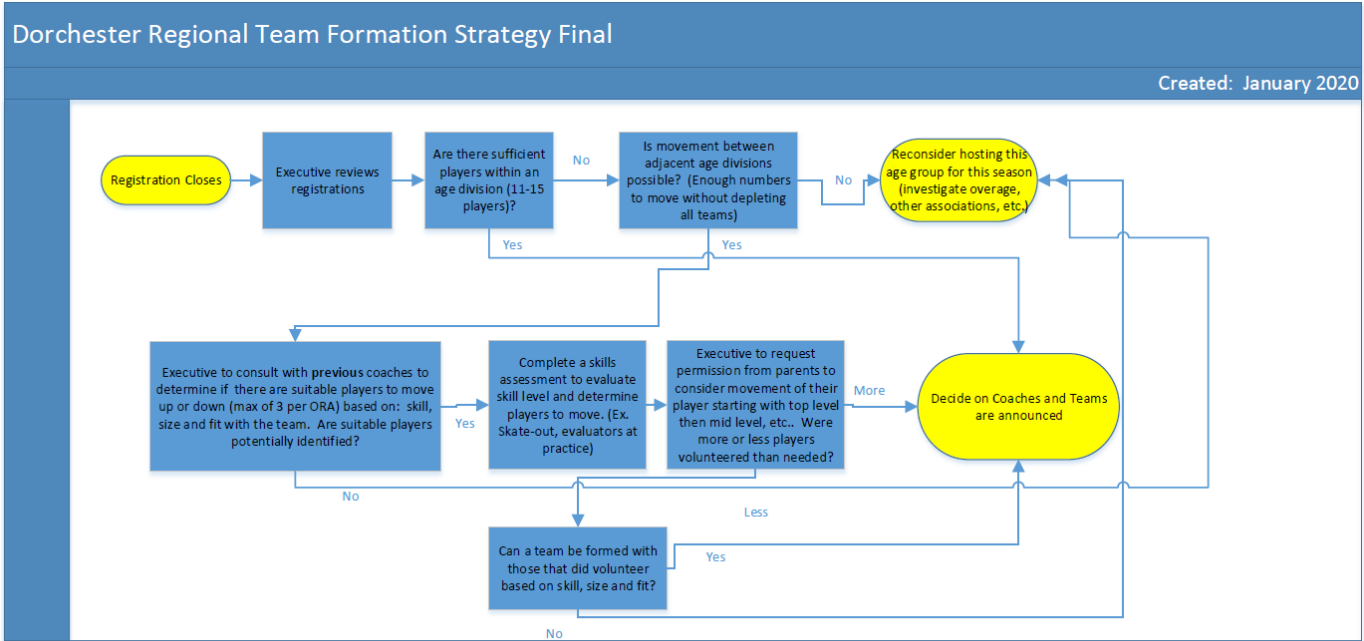 Dorchester Regional Team Formation Strategy Final
Created:  January 2020
Registration Closes
Executive reviews
registrations
Are there sufficient
players within an
age division (11-15
players)?
No
Is movement between
adjacent age divisions
possible?  (Enough numbers
to move without depleting
all teams)
No
Reconsider hosting this
age group for this season
(investigate overage,
other associations, etc.)
Yes
Yes
Executive to consult with previous coaches to
determine if  there are suitable players to move
up or down (max of 3 per ORA) based on:  skill,
size and fit with the team.  Are suitable players
potentially identified?
Yes
Complete a skills
assessment to evaluate
skill level and determine
players to move. (Ex.
Skate-out, evaluators at
practice)
Executive to request
permission from parents to
consider movement of their
player starting with top level
then mid level, etc..  Were
more or less players
volunteered than needed?
More
Decide on Coaches and Teams
are announced
No
Less
Can a team be formed with
those that did volunteer
based on skill, size and fit?
Yes
No